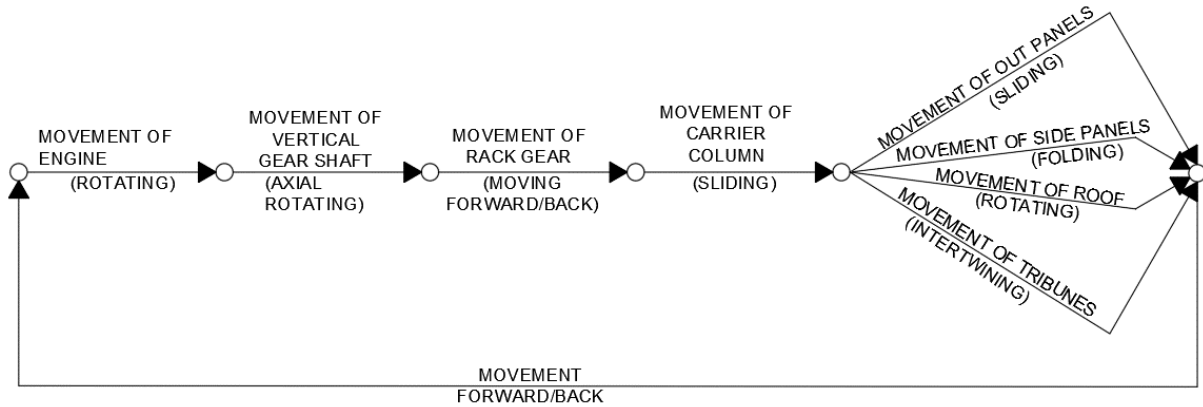 MOVEMENT OF
ENGINE
(ROTATING)
MOVEMENT OF
VERTICAL
GEAR SHAFT
(AXIAL
ROTATING)
MOVEMENT OF
RACK GEAR
(MOVING
FORWARD/BACK)
MOVEMENT OF
CARRIER
COLUMN
(SLIDING)
MOVEMENT OF OUT PANELS
(SLIDING)
MOVEMENT OF SIDE PANELS
(FOLDING)
MOVEMENT OF ROOF
(ROTATING)
MOVEMENT OF TRIBUNES
(INTERTWINING)
MOVEMENT
FORWARD/BACK